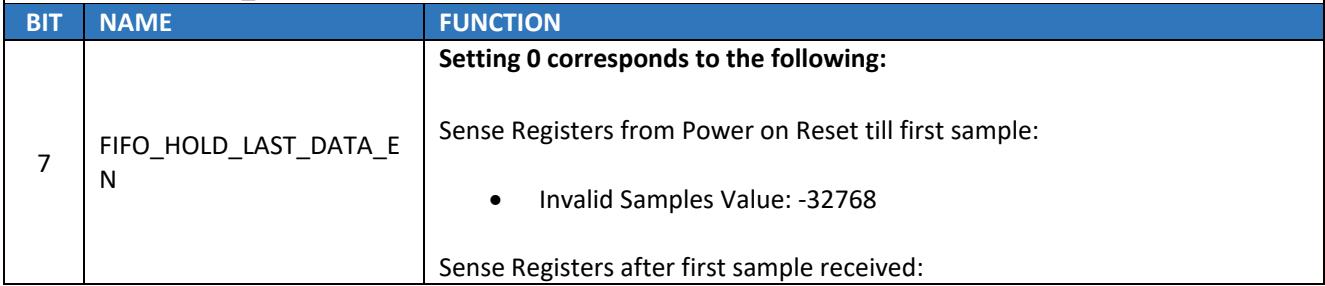 BIT NAME FUNCTION
Setting 0 corresponds to the following:
Sense Registers from Power on Reset till first sample:
7 FIFO_HOLD_LAST_DATA_E
N
• Invalid Samples Value: -32768
Sense Registers after first sample received: